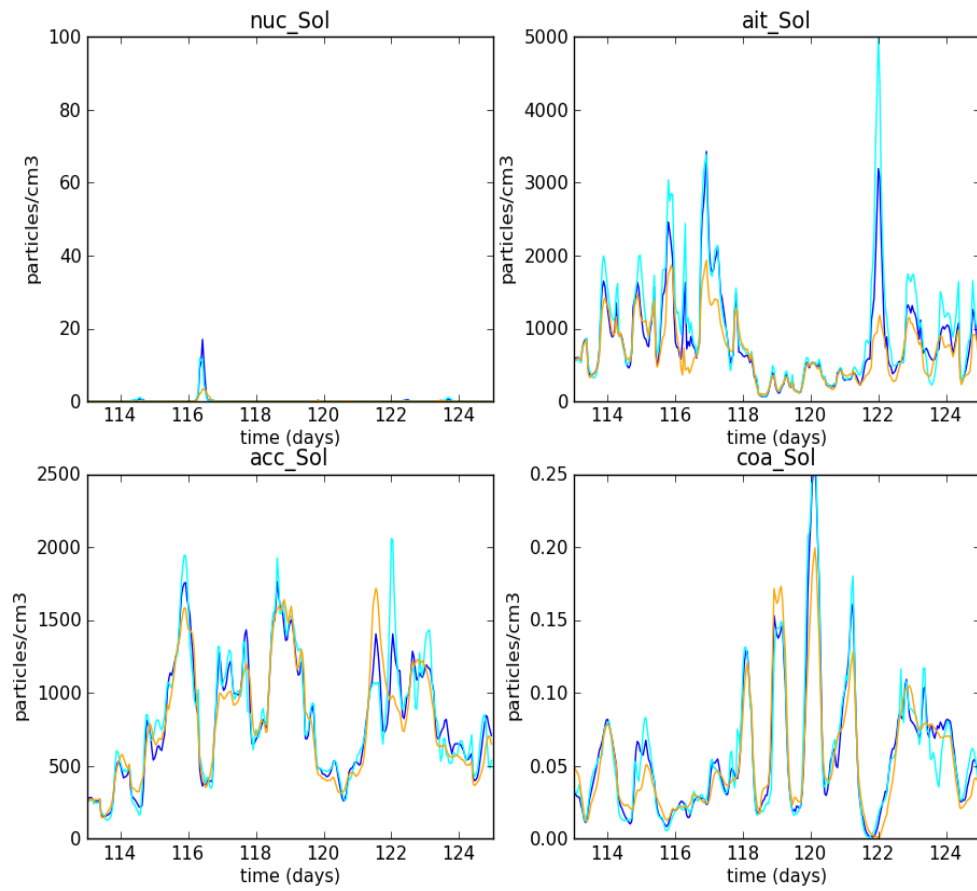 nuc_Sol
100
80
60
40
20
0
particles/cm3
114 116 118 120 122 124
time (days)
ait_Sol
5000
4000
3000
2000
1000
0
particles/cm3
114 116 118 120 122 124
time (days)
acc_Sol
2500
2000
1500
1000
500
0
particles/cm3
114 116 118 120 122 124
time (days)
coa_Sol
0.25
0.20
0.15
0.10
0.05
0.00
particles/cm3
114 116 118 120 122 124
time (days)